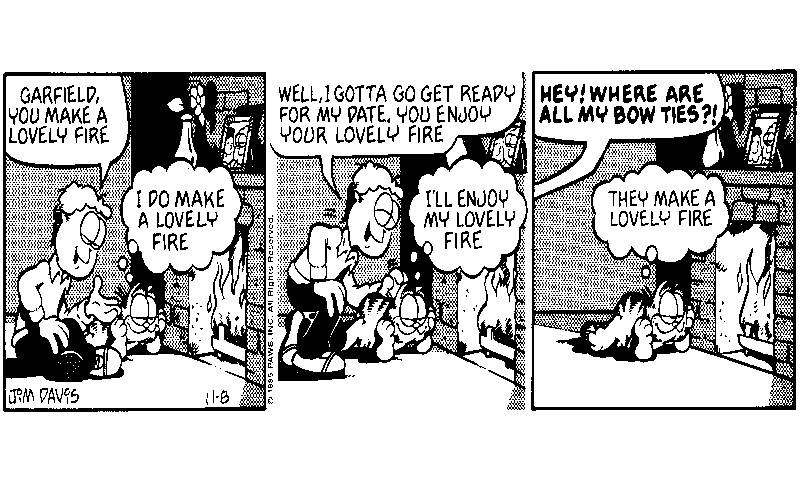 GARFIELD,
YOU MAKE A
LOVELY FIRE
I DO MAKE
A LOVELY
FIRE
JIM DAVIS
11-8
© 1985 PAWS, INC. All Rights Reserved.
WELL, I GOTTA GO GET READY
FOR MY DATE. YOU ENJOY
YOUR LOVELY FIRE
I'LL ENJOY
MY LOVELY
FIRE
HEY! WHERE ARE
ALL MY BOW TIES?!
THEY MAKE A
LOVELY FIRE